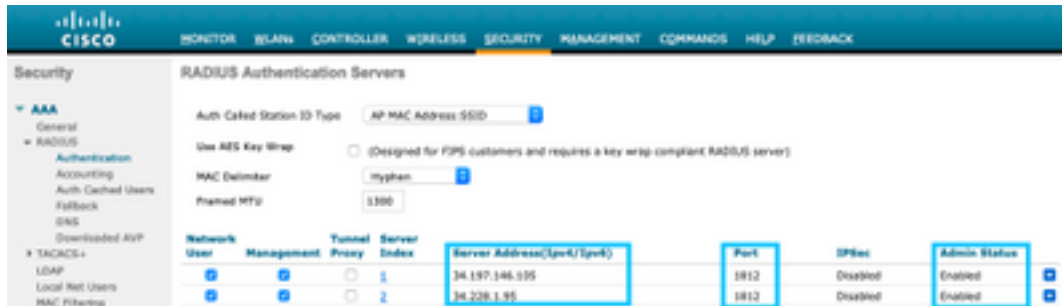 CISCO
MONITOR WLANs CONTROLLER WIRELESS SECURITY MANAGEMENT COMMANDS HELP FEEDBACK
Security
AAA
General
RADIUS
Authentication
Accounting
Auth Cached Users
Fallback
DNS
Downloaded AVP
TACACS+
LDAP
Local Net Users
MAC Filtering
RADIUS Authentication Servers
Auth Called Station ID Type AP MAC Address:SSID
Use AES Key Wrap (Designed for FIPS customers and requires a key wrap compliant RADIUS server)
MAC Delimiter Hyphen
Framed MTU 1300
Network User Management Tunnel Proxy Server Index Server Address(Ipv4/Ipv6) Port IPSec Admin Status
1 34.197.146.105 1812 Disabled Enabled
2 34.228.1.95 1812 Disabled Enabled